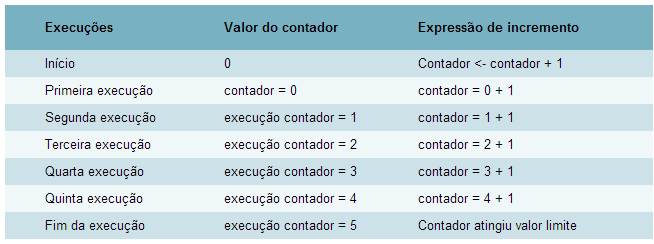 Execuções Valor do contador Expressão de incremento
Início 0 Contador <- contador + 1
Primeira execução contador = 0 contador = 0 + 1
Segunda execução execução contador = 1 contador = 1 + 1
Terceira execução execução contador = 2 contador = 2 + 1
Quarta execução execução contador = 3 contador = 3 + 1
Quinta execução execução contador = 4 contador = 4 + 1
Fim da execução execução contador = 5 Contador atingiu valor limite